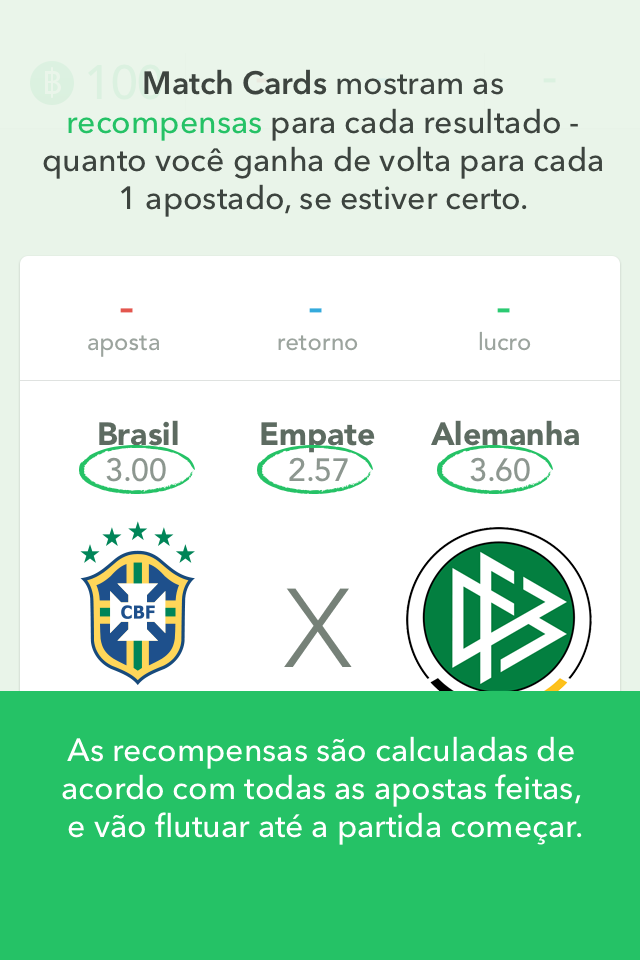 100
Match Cards mostram as
recompensas para cada resultado -
quanto você ganha de volta para cada
1 apostado, se estiver certo.
- - -
aposta retorno lucro
Brasil Empate Alemanha
3.00 2.57 3.60
CBF X DFB
As recompensas são calculadas de
acordo com todas as apostas feitas,
e vão flutuar até a partida começar.